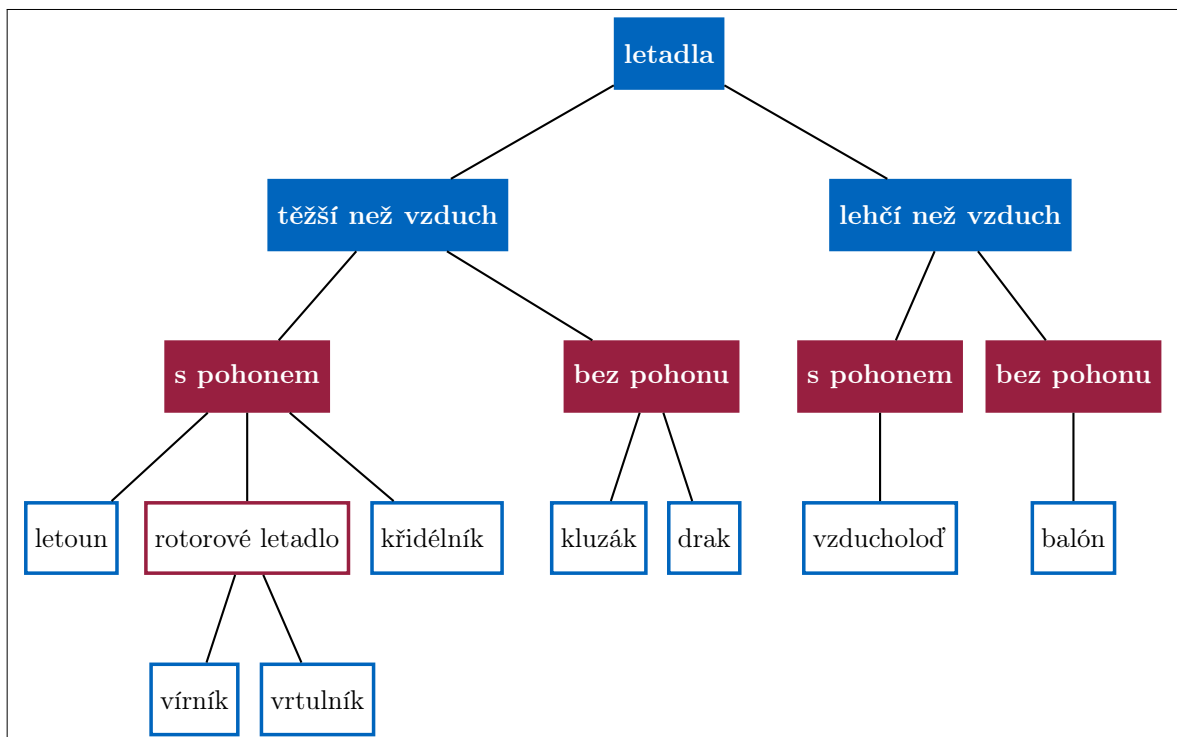 letadla
těžší než vzduch
lehčí než vzduch
s pohonem
bez pohonu
s pohonem
bez pohonu
letoun
rotorové letadlo
křidélník
kluzák
drak
vzducholoď
balón
vírník
vrtulník